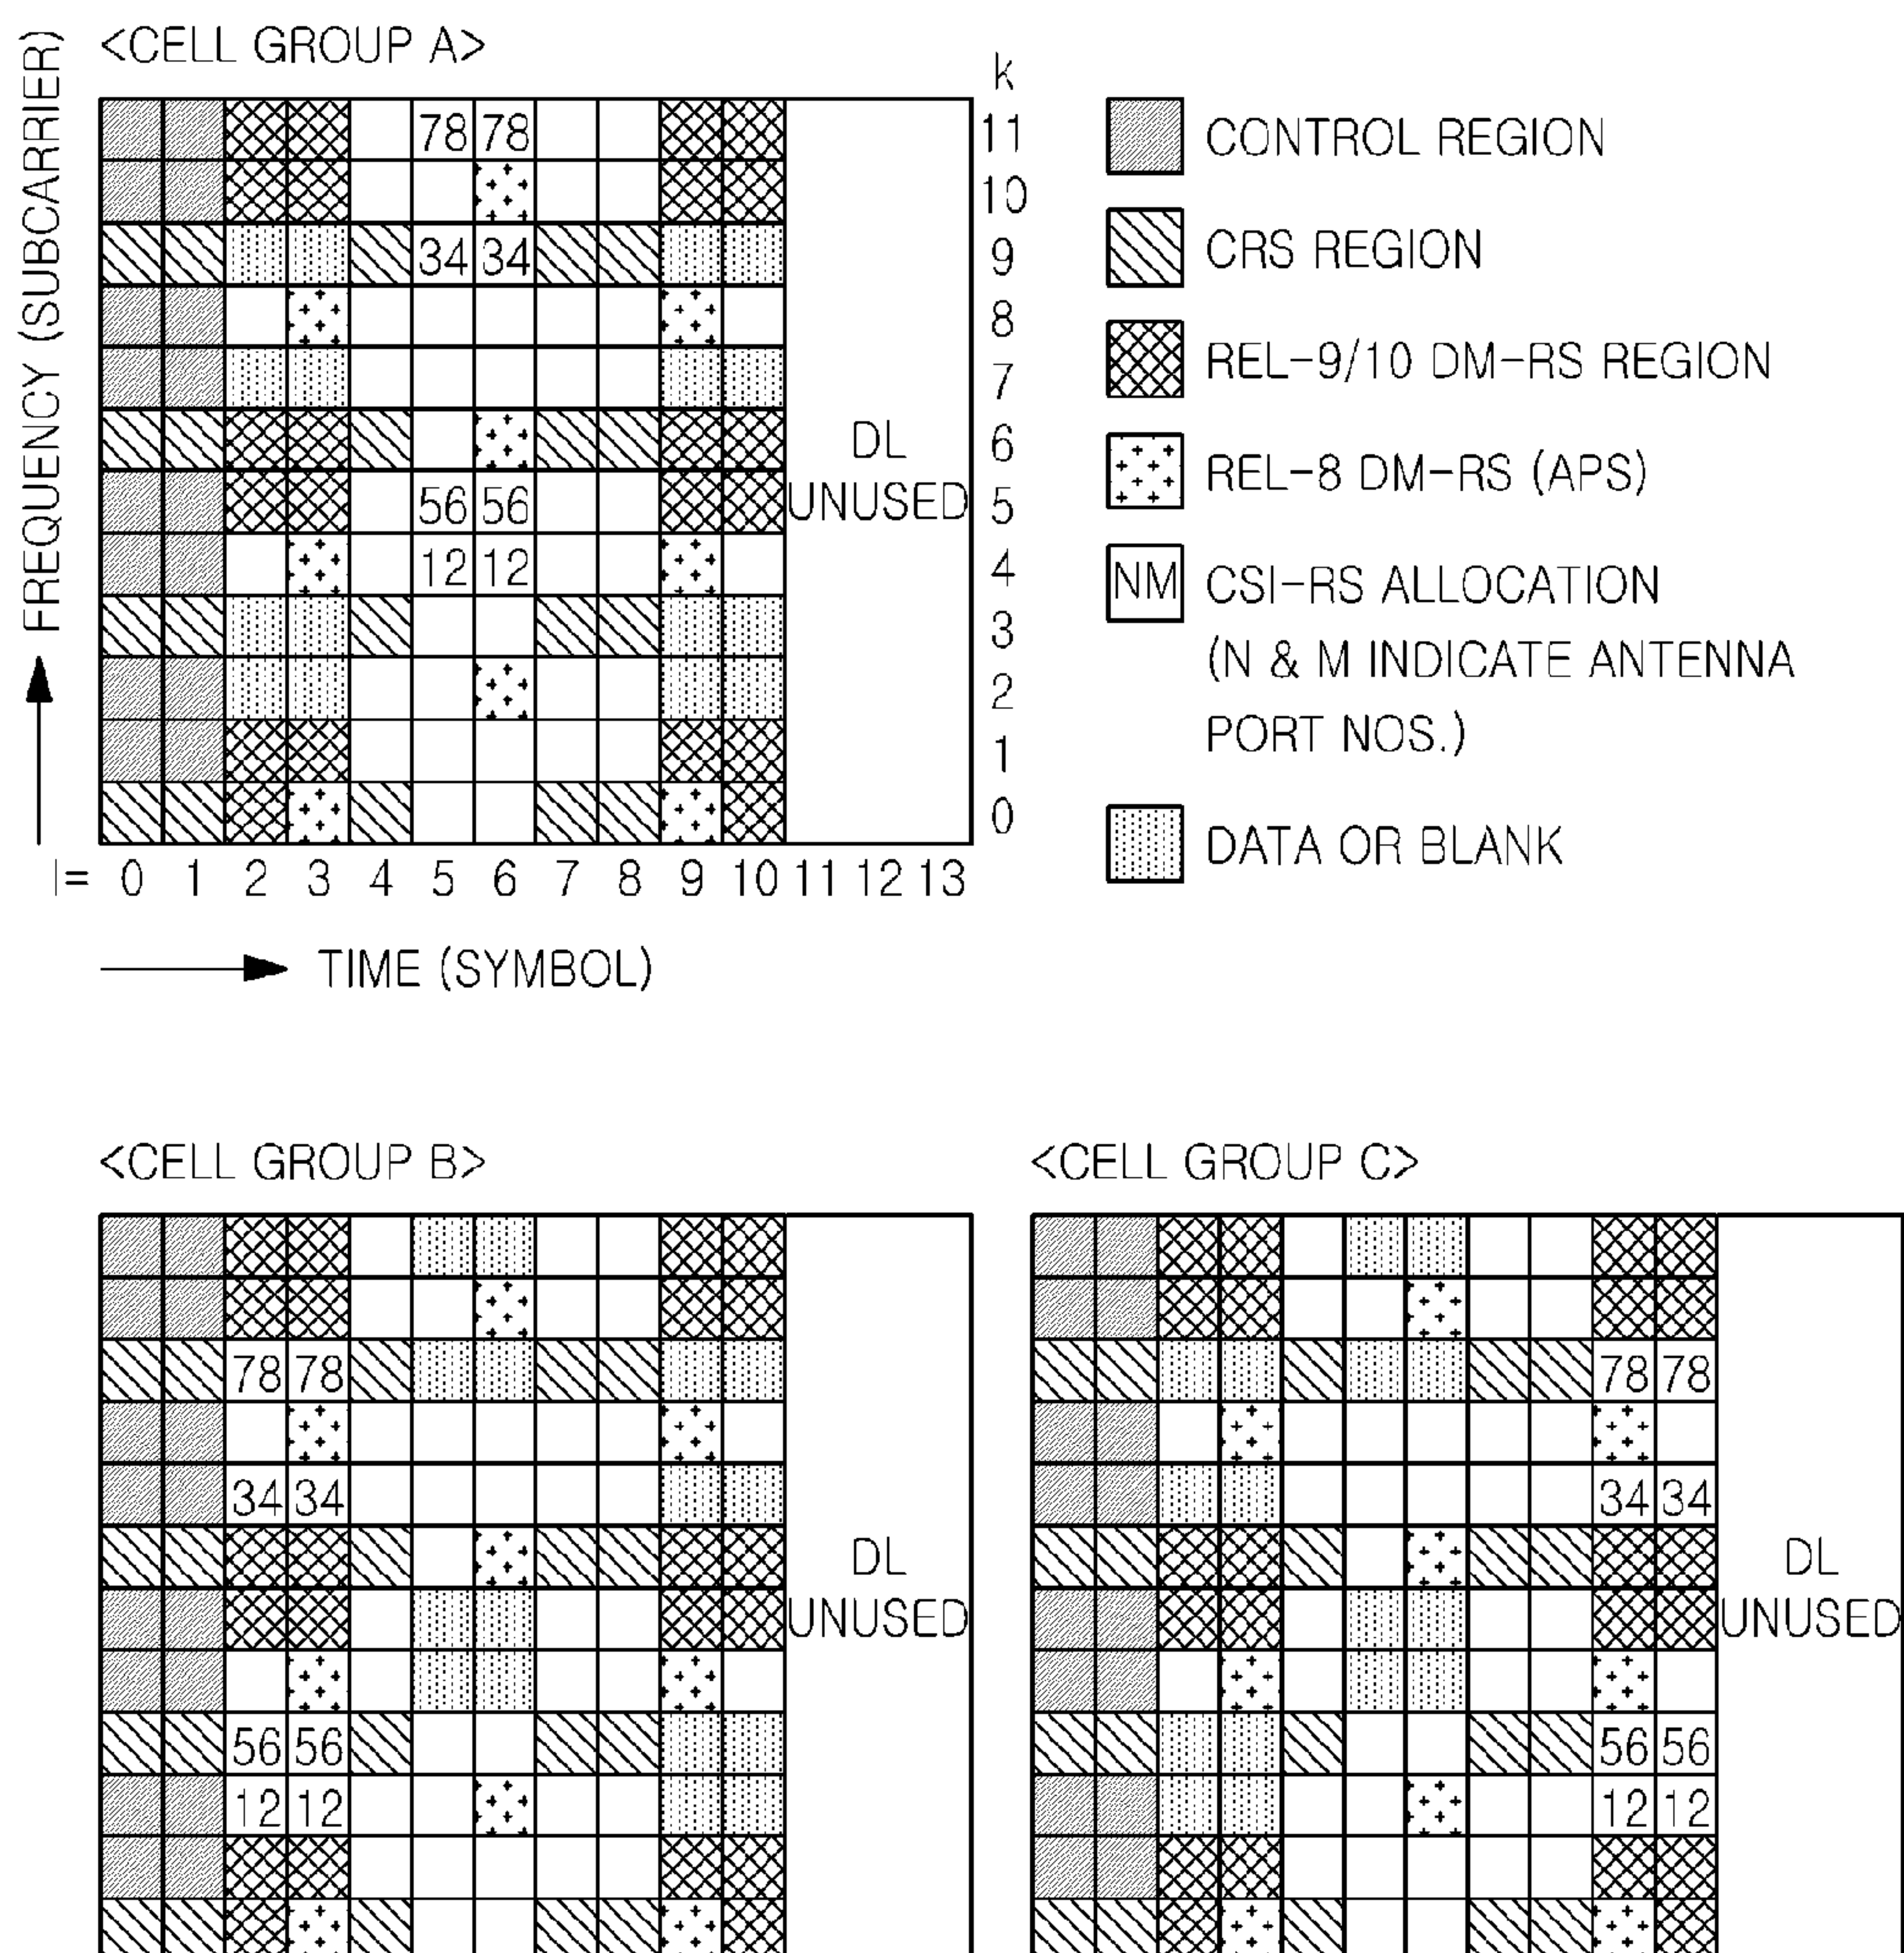 <CELL GROUP A>
k
78 78 11
10
34 34 9
8
7
6
56 56 5
12 12 4
3
2
1
0
DL
UNUSED
l= 0 1 2 3 4 5 6 7 8 9 10 11 12 13
TIME (SYMBOL)
FREQUENCY (SUBCARRIER)
CONTROL REGION
CRS REGION
REL-9/10 DM-RS REGION
REL-8 DM-RS (APS)
NM CSI-RS ALLOCATION
(N & M INDICATE ANTENNA
PORT NOS.)
DATA OR BLANK
<CELL GROUP B>
78 78
34 34
56 56
12 12
DL
UNUSED
<CELL GROUP C>
78 78
34 34
56 56
12 12
DL
UNUSED